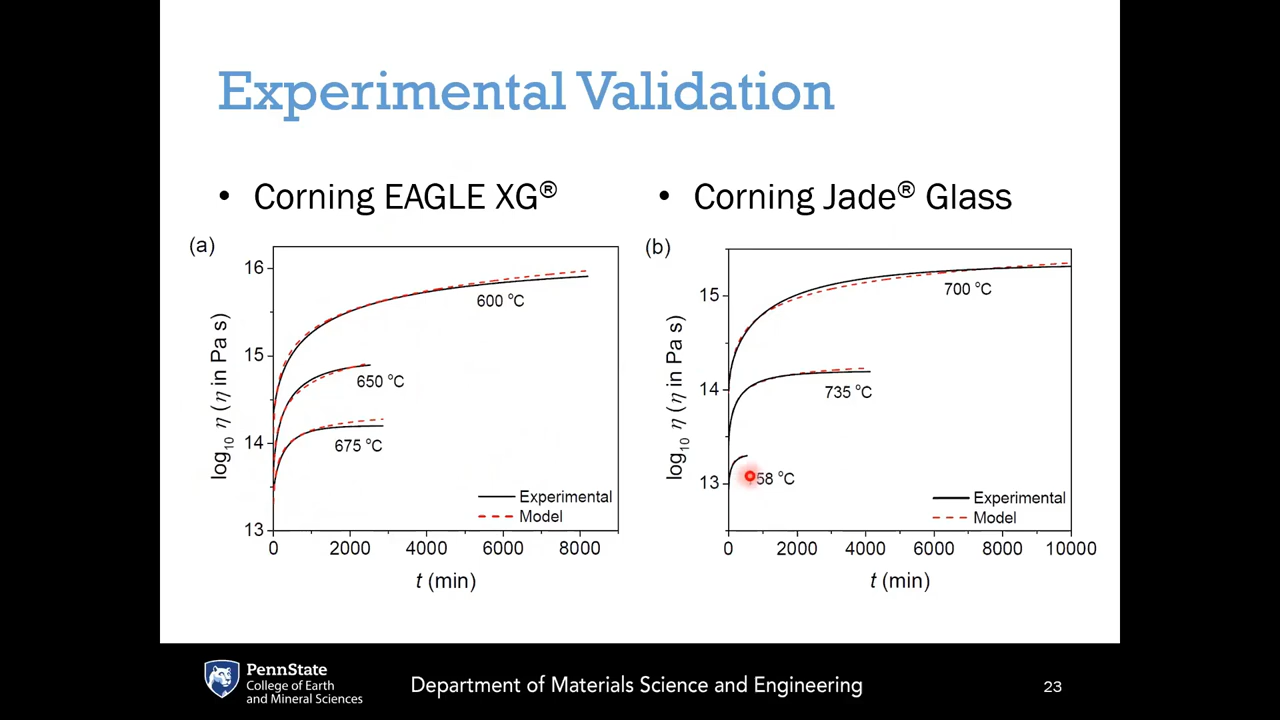 Experimental Validation
• Corning EAGLE XG®
• Corning Jade® Glass
(a)
16
15
14
13
log₁₀ η (η in Pa s)
600 °C
650 °C
675 °C
Experimental
Model
0 2000 4000 6000 8000
t (min)
(b)
15
14
13
log₁₀ η (η in Pa s)
700 °C
735 °C
58 °C
Experimental
Model
0 2000 4000 6000 8000 10000
t (min)
PennState
College of Earth
and Mineral Sciences
Department of Materials Science and Engineering
23